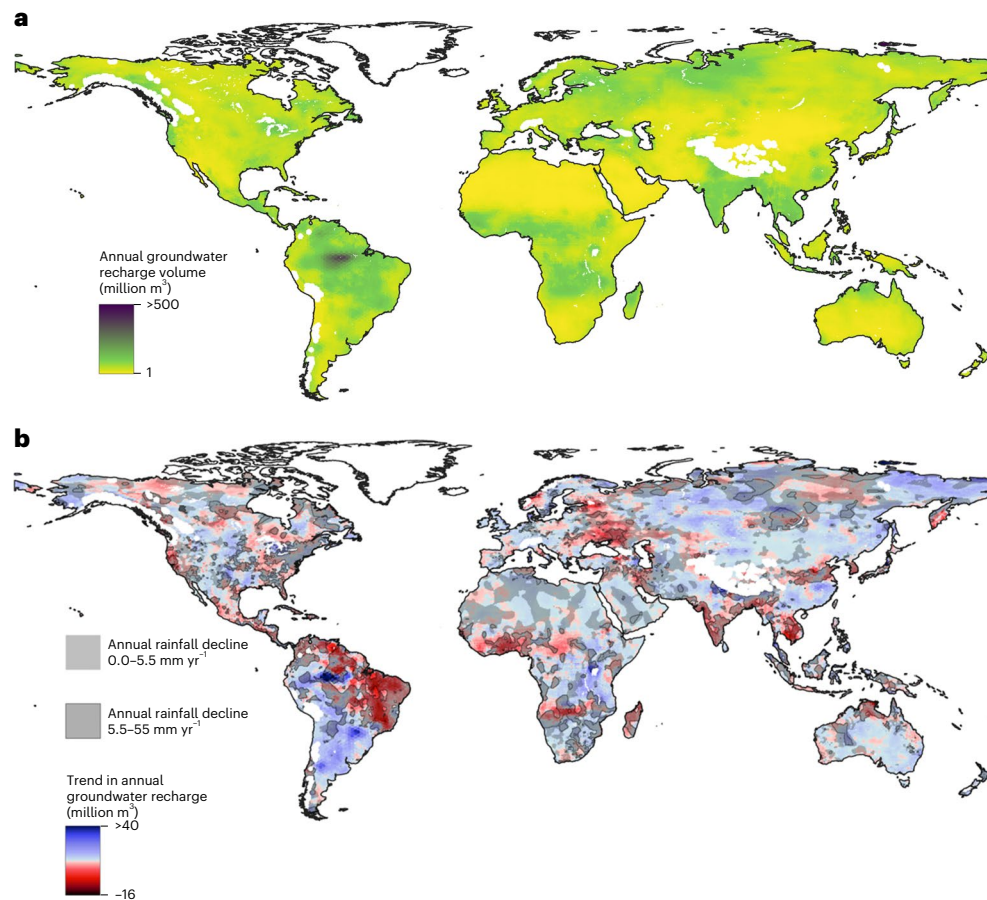 a
Annual groundwater
recharge volume
(million m³)
>500
1
b
Annual rainfall decline
0.0–5.5 mm yr⁻¹
Annual rainfall decline
5.5–55 mm yr⁻¹
Trend in annual
groundwater recharge
(million m³)
>40
–16